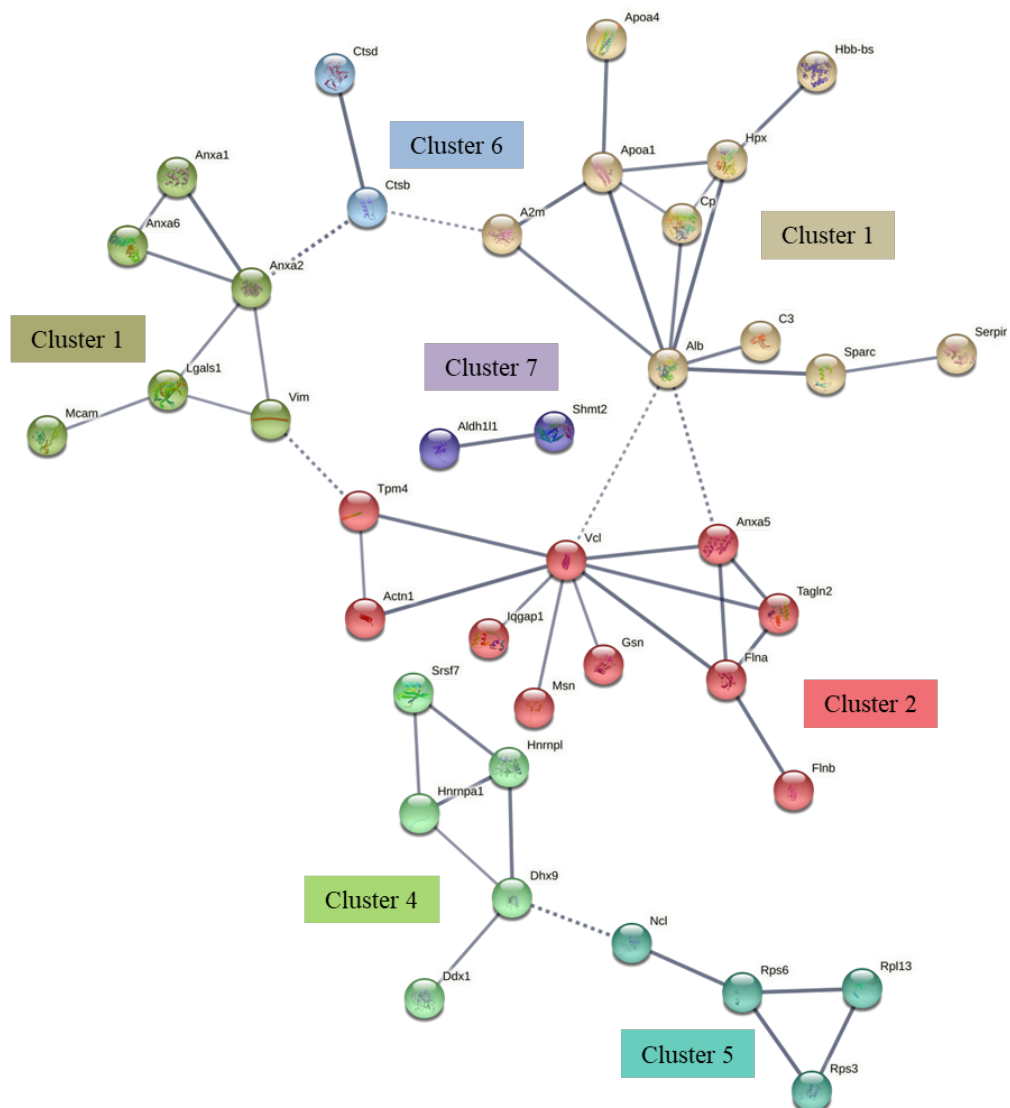 Apoa4
Ctsd
Hbb-bs
Cluster 6
Apoa1
Hpx
Anxa1
Ctsb
A2m
Cp
Anxa6
Cluster 1
Anxa2
C3
Serpir
Cluster 1
Alb
Sparc
Lgals1
Cluster 7
Mcam
Vim
Aldh1l1
Shmt2
Tpm4
Vcl
Anxa5
Actn1
Tagln2
Iqgap1
Gsn
Flna
Srsf7
Msn
Cluster 2
Hnrnpl
Flnb
Hnrnpa1
Dhx9
Cluster 4
Ncl
Ddx1
Rps6
Rpl13
Cluster 5
Rps3